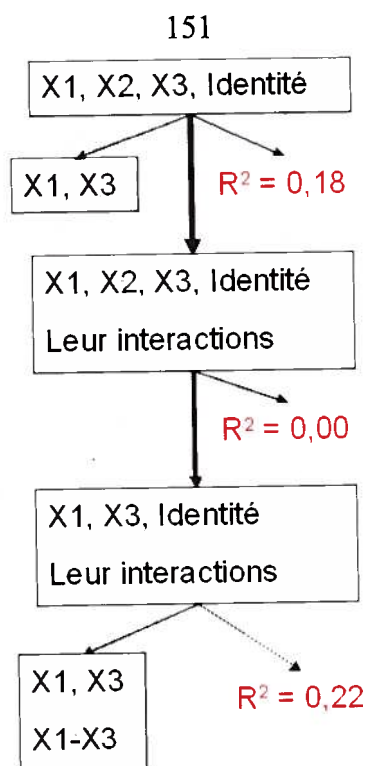 151
X1, X2, X3, Identité
X1, X3
R² = 0,18
X1, X2, X3, Identité
Leur interactions
R² = 0,00
X1, X3, Identité
Leur interactions
X1, X3
X1-X3
R² = 0,22